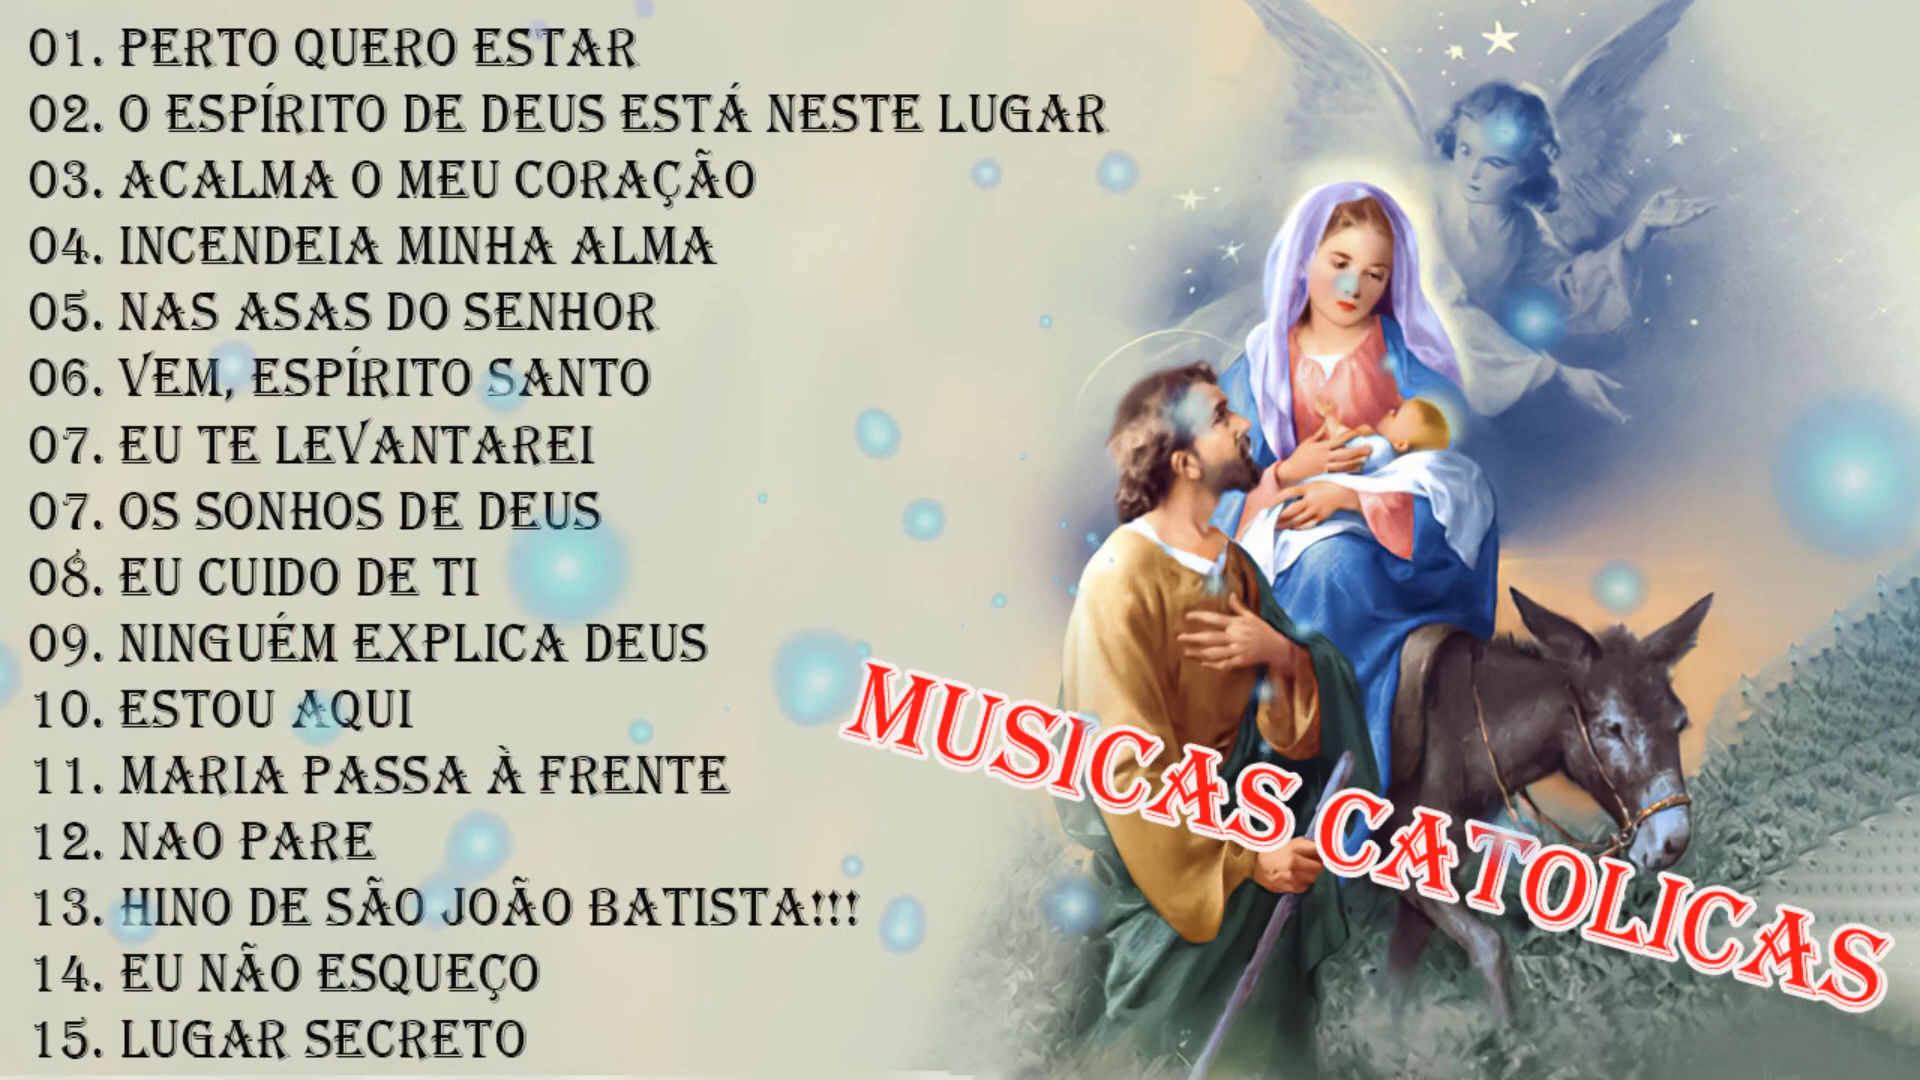 01. PERTO QUERO ESTAR
02. O ESPÍRITO DE DEUS ESTÁ NESTE LUGAR
03. ACALMA O MEU CORAÇÃO
04. INCENDEIA MINHA ALMA
05. NAS ASAS DO SENHOR
06. VEM, ESPÍRITO SANTO
07. EU TE LEVANTAREI
07. OS SONHOS DE DEUS
08. EU CUIDO DE TI
09. NINGUÉM EXPLICA DEUS
10. ESTOU AQUI
11. MARIA PASSA À FRENTE
12. NAO PARE
13. HINO DE SÃO JOÃO BATISTA!!!
14. EU NÃO ESQUEÇO
15. LUGAR SECRETO
MUSICAS CATOLICAS